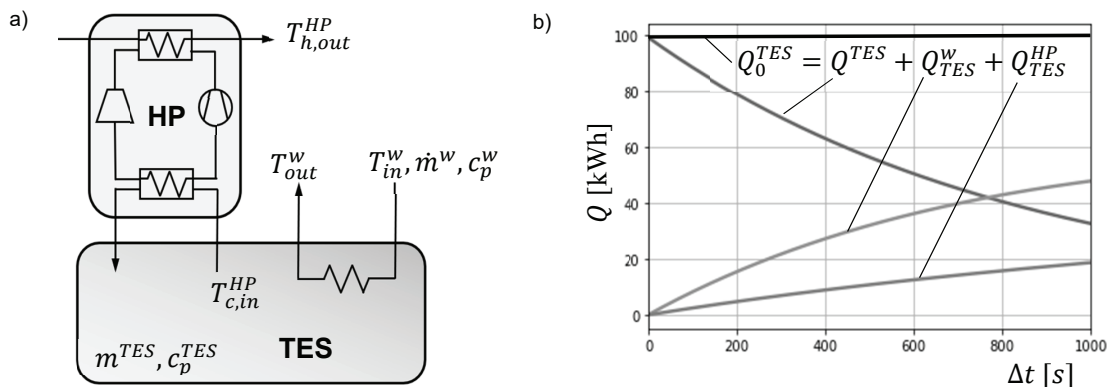 a)
T_{h,out}^{HP}
HP
T_{out}^{w}
T_{in}^{w}, ṁ^{w}, c_{p}^{w}
T_{c,in}^{HP}
m^{TES}, c_{p}^{TES}
TES
b)
Q_{0}^{TES} = Q^{TES} + Q_{TES}^{w} + Q_{TES}^{HP}
Q [kWh]
100
80
60
40
20
0
0 200 400 600 800 1000
Δt [s]